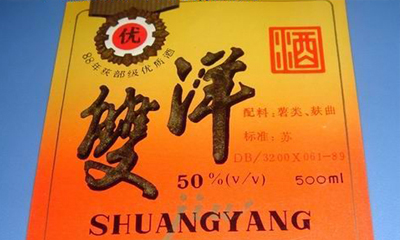 优
88年获部级优质酒
酒
雙洋
配料:薯类、麸曲
标准:苏
DB/3200X061-89
50%(v/v) 500ml
SHUANGYANG